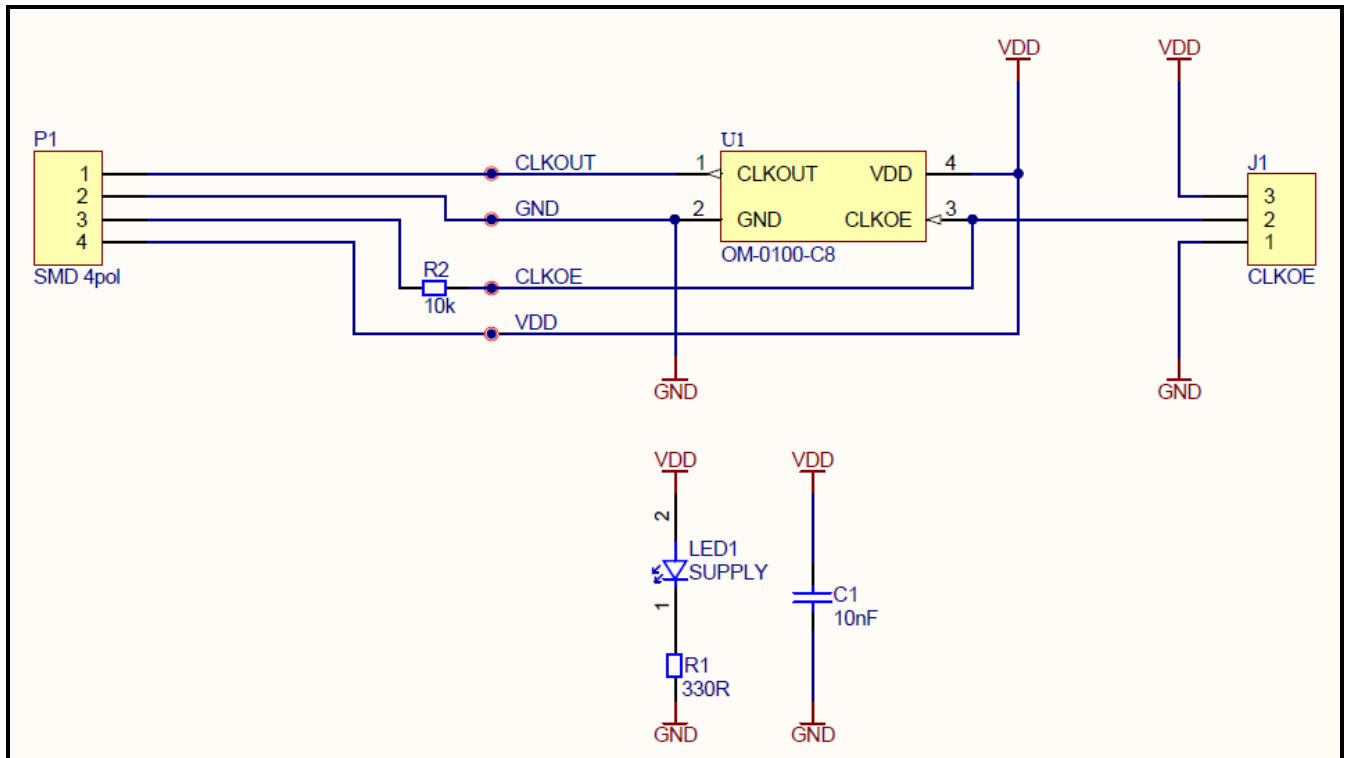 VDD
VDD
P1
1
2
3
4
SMD 4pol
CLKOUT
GND
R2
10k
CLKOE
VDD
U1
1
CLKOUT
VDD
4
2
GND
CLKOE
3
OM-0100-C8
J1
3
2
1
CLKOE
GND
GND
VDD
2
LED1
SUPPLY
1
R1
330R
GND
VDD
C1
10nF
GND